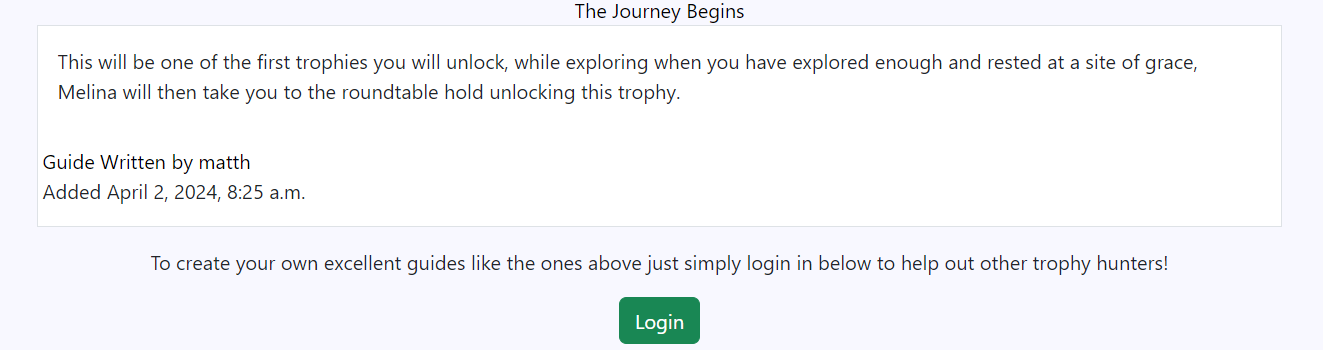 The Journey Begins
This will be one of the first trophies you will unlock, while exploring when you have explored enough and rested at a site of grace,
Melina will then take you to the roundtable hold unlocking this trophy.
Guide Written by matth
Added April 2, 2024, 8:25 a.m.
To create your own excellent guides like the ones above just simply login in below to help out other trophy hunters!
Login